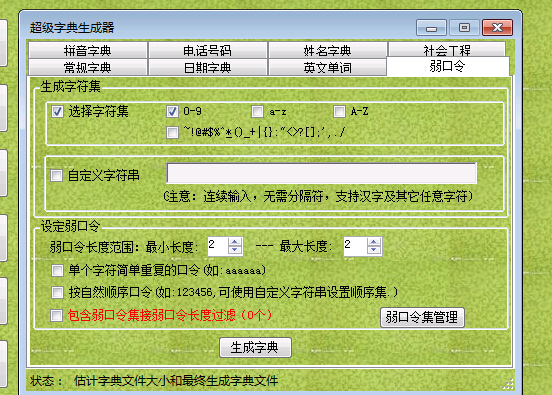 超级字典生成器
拼音字典 电话号码 姓名字典 社会工程
常规字典 日期字典 英文单词 弱口令
生成字符集
选择字符集 0-9 a-z A-Z
~!@#$%^&*()_+|{}:"<>?[];',./
自定义字符串
(注意: 连续输入, 无需分隔符, 支持汉字及其它任意字符)
设定弱口令
弱口令长度范围: 最小长度: 2 --- 最大长度: 2
单个字符简单重复的口令(如:aaaaaa)
按自然顺序口令(如:123456,可使用自定义字符串设置顺序集.)
包含弱口令集接弱口令长度过滤（0个） 弱口令集管理
生成字典
状态： 估计字典文件大小和最终生成字典文件